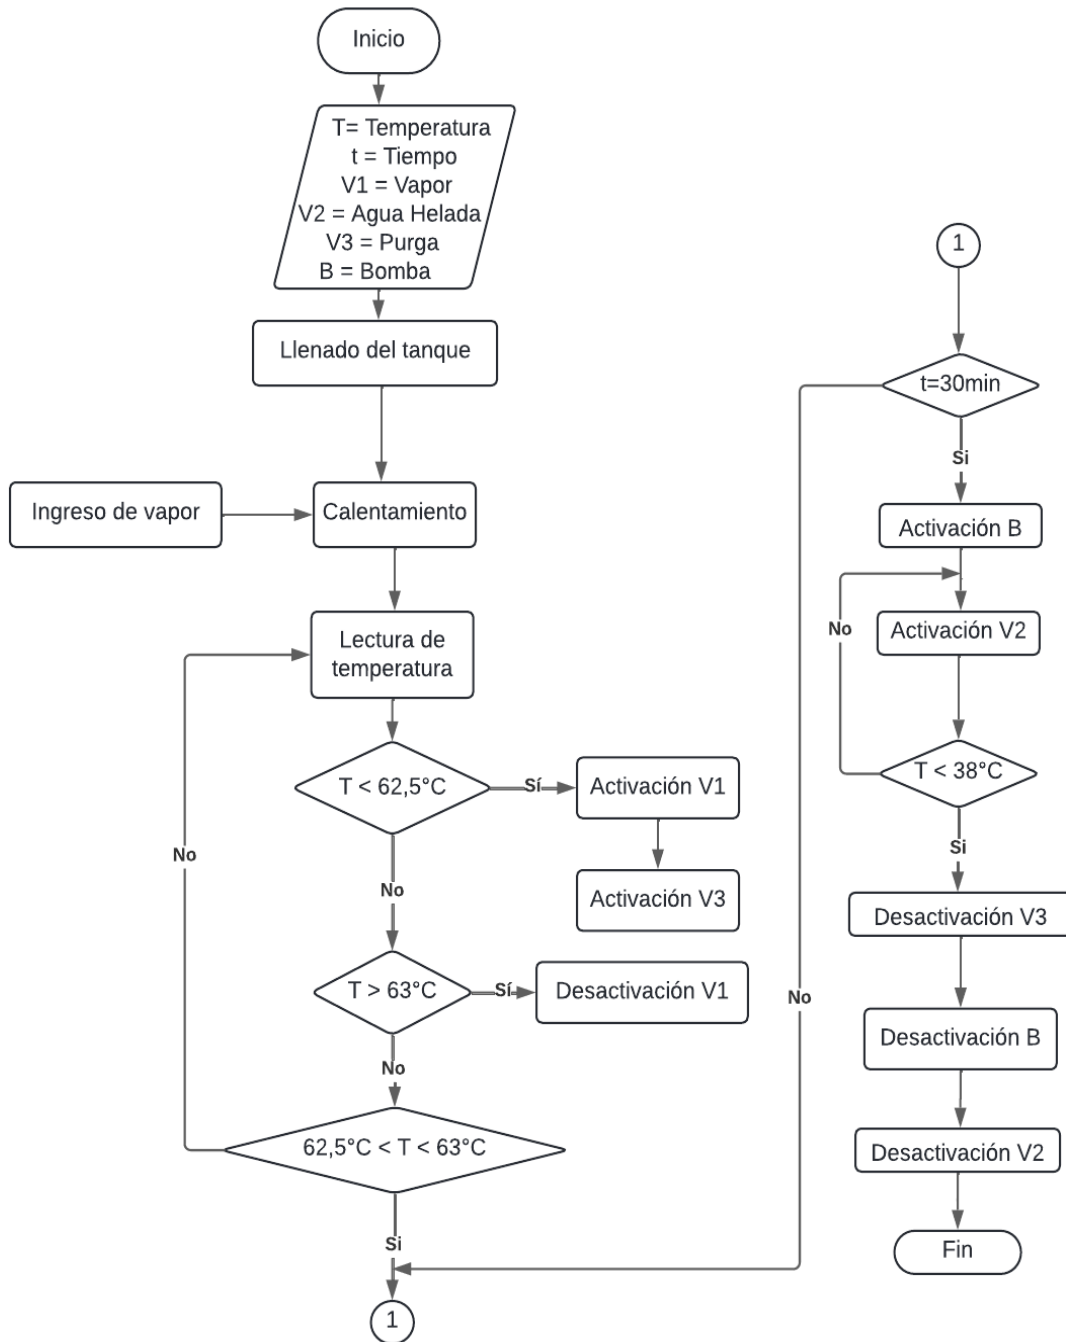 Inicio
T= Temperatura
t = Tiempo
V1 = Vapor
V2 = Agua Helada
V3 = Purga
B = Bomba
Llenado del tanque
Ingreso de vapor
Calentamiento
Lectura de
temperatura
T < 62,5°C
Sí
Activación V1
Activación V3
No
No
T > 63°C
Sí
Desactivación V1
No
62,5°C < T < 63°C
Si
1
1
t=30min
Si
No
Activación B
Activación V2
No
T < 38°C
Si
Desactivación V3
Desactivación B
Desactivación V2
Fin